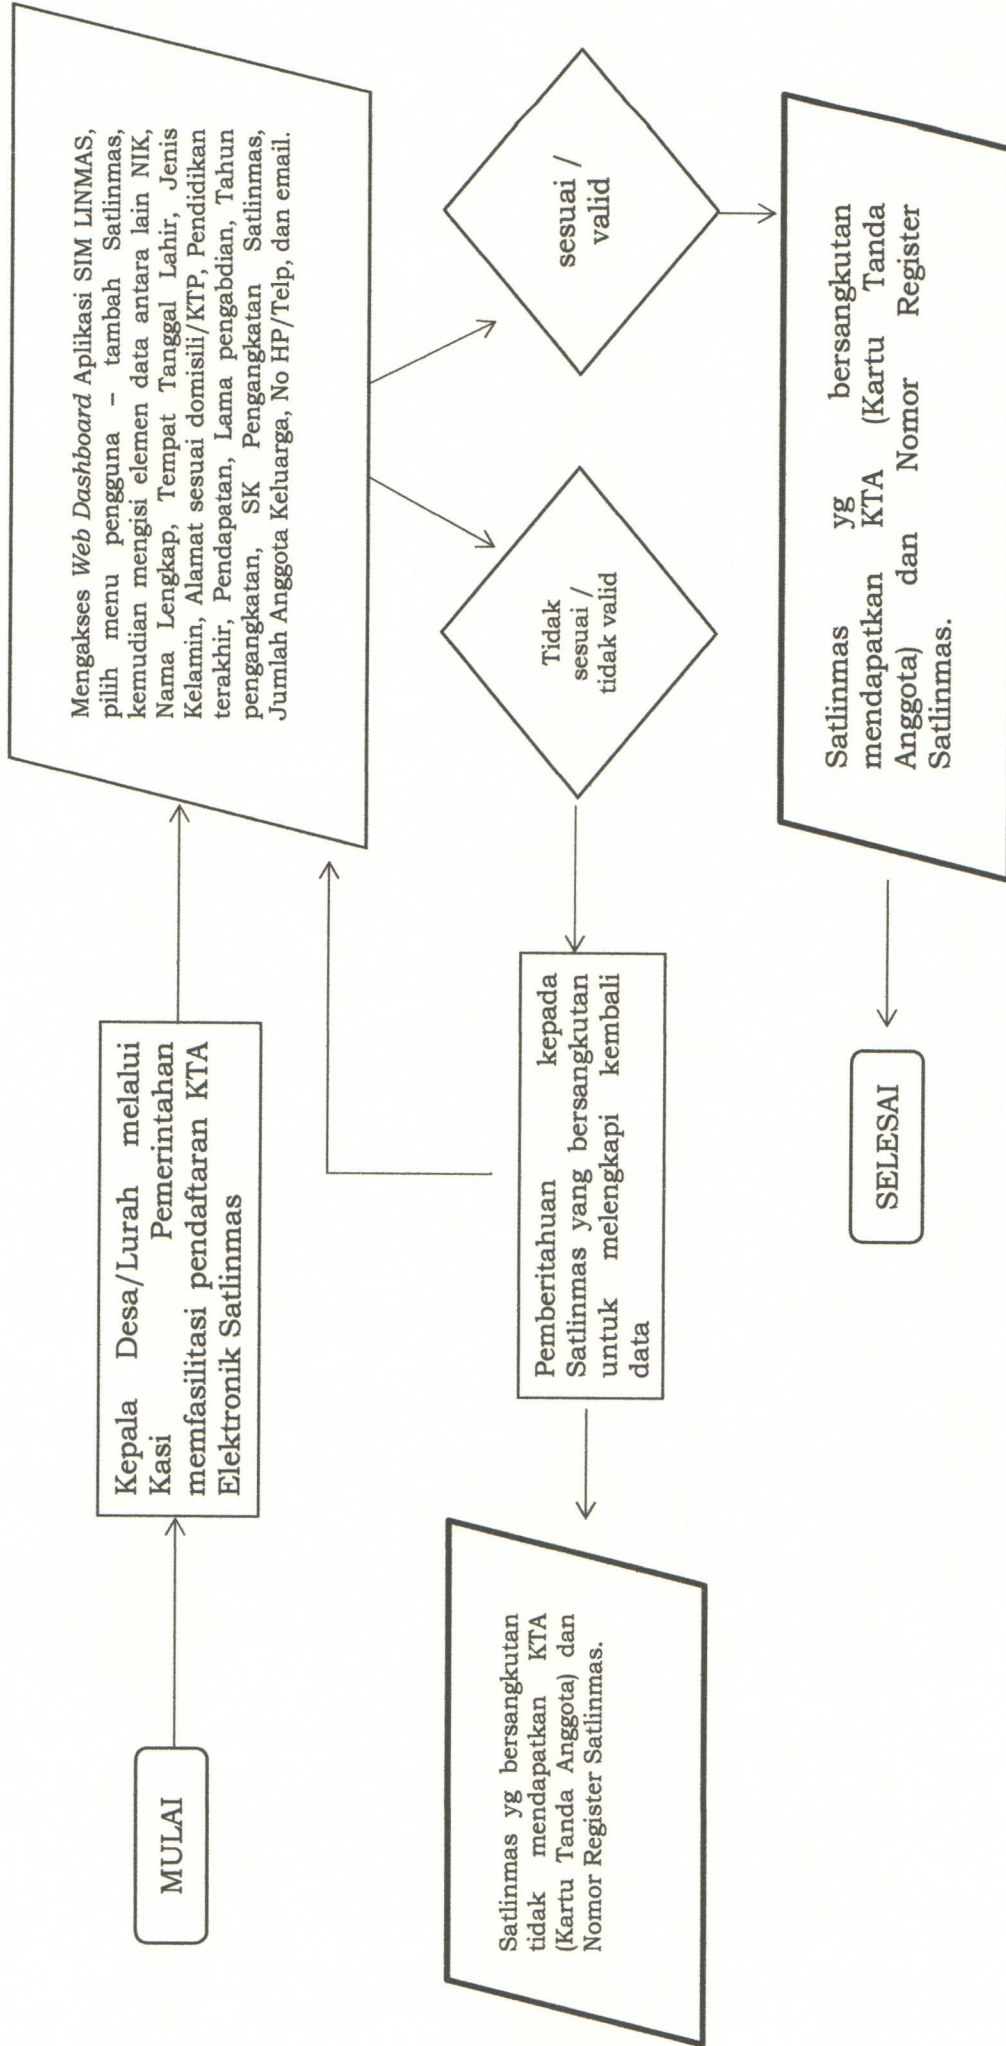 MULAI
Kepala Desa/Lurah melalui
Kasi Pemerintahan
memfasilitasi pendaftaran KTA
Elektronik Satlinmas
Mengakses Web Dashboard Aplikasi SIM LINMAS,
pilih menu pengguna – tambah Satlinmas,
kemudian mengisi elemen data antara lain NIK,
Nama Lengkap, Tempat Tanggal Lahir, Jenis
Kelamin, Alamat sesuai domisili/KTP, Pendidikan
terakhir, Pendapatan, Lama pengabdian, Tahun
pengangkatan, SK Pengangkatan Satlinmas,
Jumlah Anggota Keluarga, No HP/Telp, dan email.
Satlinmas yg bersangkutan
tidak mendapatkan KTA
(Kartu Tanda Anggota) dan
Nomor Register Satlinmas.
Pemberitahuan kepada
Satlinmas yang bersangkutan
untuk melengkapi kembali
data
Tidak
sesuai /
tidak valid
sesuai /
valid
SELESAI
Satlinmas yg bersangkutan
mendapatkan KTA (Kartu Tanda
Anggota) dan Nomor Register
Satlinmas.